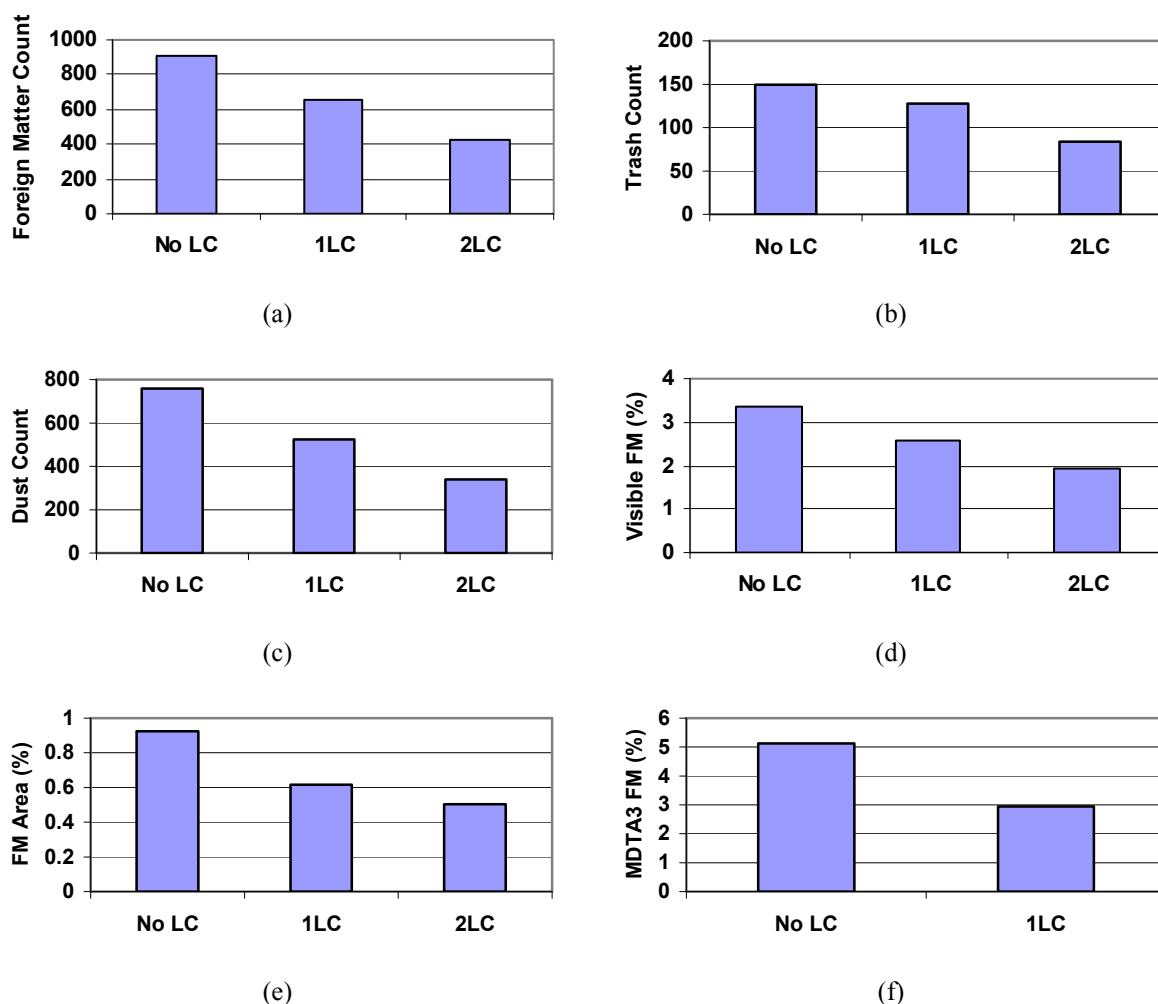 Foreign Matter Count
1000
800
600
400
200
0
No LC 1LC 2LC
(a)
Trash Count
200
150
100
50
0
No LC 1LC 2LC
(b)
Dust Count
800
600
400
200
0
No LC 1LC 2LC
(c)
Visible FM (%)
4
3
2
1
0
No LC 1LC 2LC
(d)
FM Area (%)
1
0.8
0.6
0.4
0.2
0
No LC 1LC 2LC
(e)
MDTA3 FM (%)
6
5
4
3
2
1
0
No LC 1LC
(f)